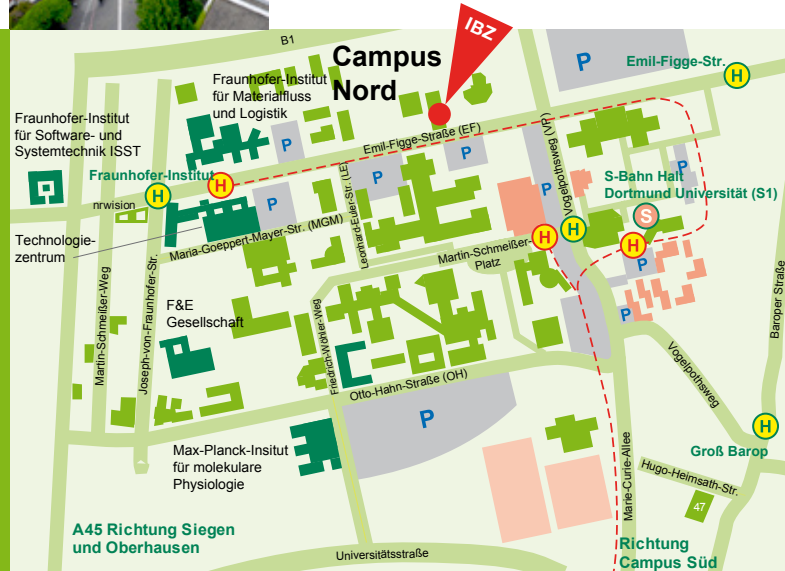 B1
IBZ
Campus
Nord
P
Emil-Figge-Str.
H
Fraunhofer-Institut
für Materialfluss
und Logistik
Fraunhofer-Institut
für Software- und
Systemtechnik ISST
P
Emil-Figge-Straße (EF)
P
P
P
Vogelpothsweg (VP)
P
S-Bahn Halt
Dortmund Universität (S1)
S
Fraunhofer-Institut
H
H
nrwision
P
Leonhard-Euler-Str. (LE)
Maria-Goeppert-Mayer-Str. (MGM)
Technologie-
zentrum
Martin-Schmeißer-
Platz
H
H
H
P
Martin-Schmeißer-Weg
Joseph-von-Fraunhofer-Str.
F&E
Gesellschaft
Friedrich-Wöhler-Weg
P
Baroper Straße
Vogelpothsweg
Otto-Hahn-Straße (OH)
P
H
Groß Barop
Max-Planck-Insitut
für molekulare
Physiologie
Marie-Curie-Allee
Hugo-Heimsath-Str.
47
A45 Richtung Siegen
und Oberhausen
Universitätsstraße
Richtung
Campus Süd